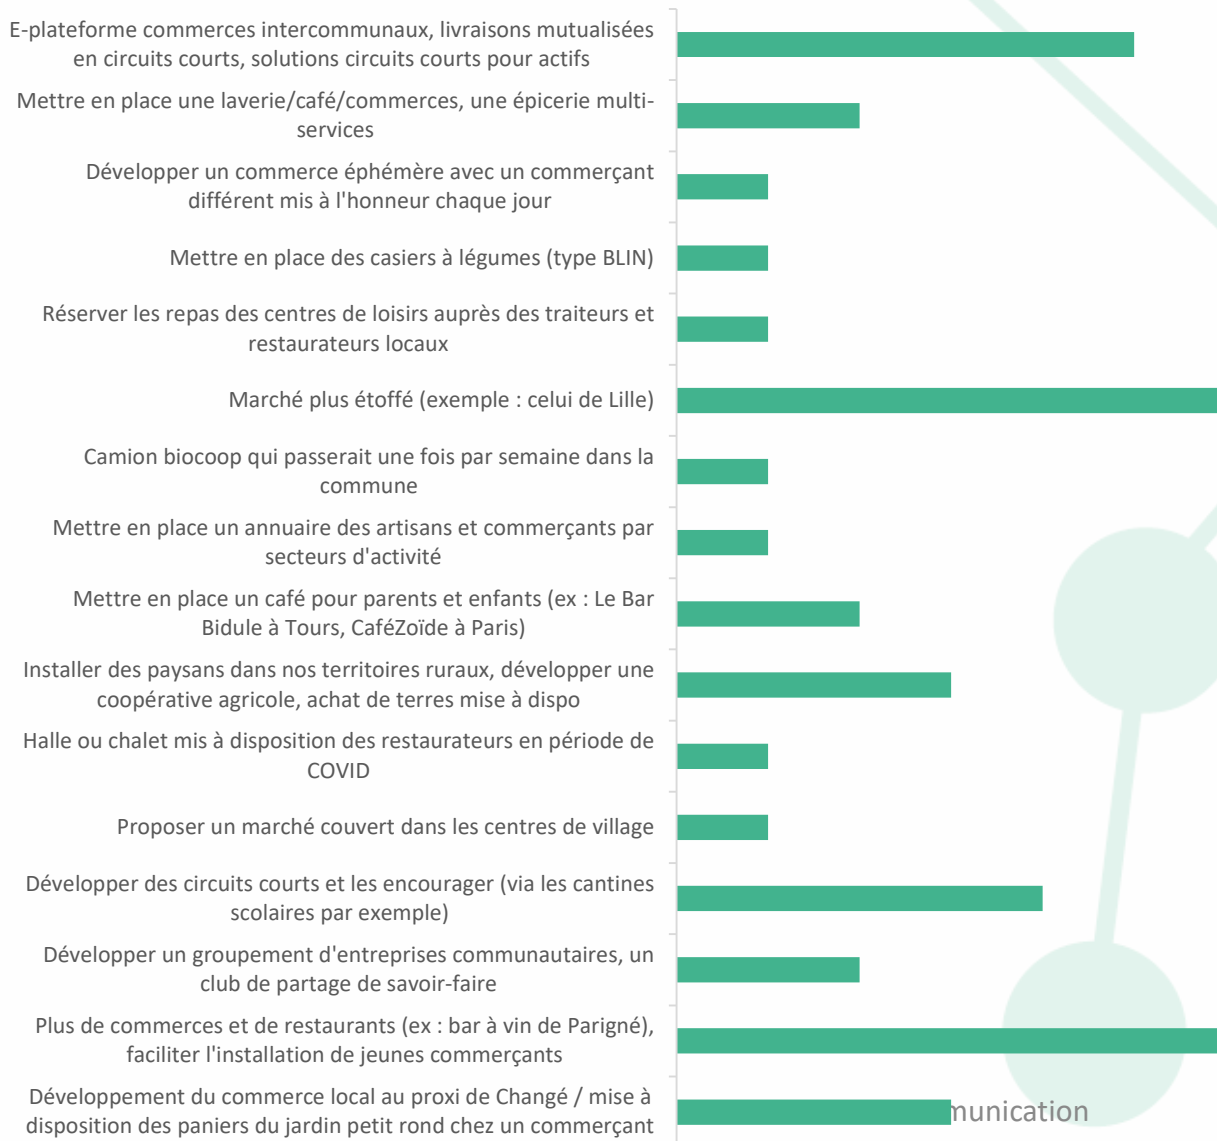 E-plateforme commerces intercommunaux, livraisons mutualisées
en circuits courts, solutions circuits courts pour actifs
Mettre en place une laverie/café/commerces, une épicerie multi-
services
Développer un commerce éphémère avec un commerçant
différent mis à l'honneur chaque jour
Mettre en place des casiers à légumes (type BLIN)
Réserver les repas des centres de loisirs auprès des traiteurs et
restaurateurs locaux
Marché plus étoffé (exemple : celui de Lille)
Camion biocoop qui passerait une fois par semaine dans la
commune
Mettre en place un annuaire des artisans et commerçants par
secteurs d'activité
Mettre en place un café pour parents et enfants (ex : Le Bar
Bidule à Tours, CaféZoïde à Paris)
Installer des paysans dans nos territoires ruraux, développer une
coopérative agricole, achat de terres mise à dispo
Halle ou chalet mis à disposition des restaurateurs en période de
COVID
Proposer un marché couvert dans les centres de village
Développer des circuits courts et les encourager (via les cantines
scolaires par exemple)
Développer un groupement d'entreprises communautaires, un
club de partage de savoir-faire
Plus de commerces et de restaurants (ex : bar à vin de Parigné),
faciliter l'installation de jeunes commerçants
Développement du commerce local au proxi de Changé / mise à
disposition des paniers du jardin petit rond chez un commerçant